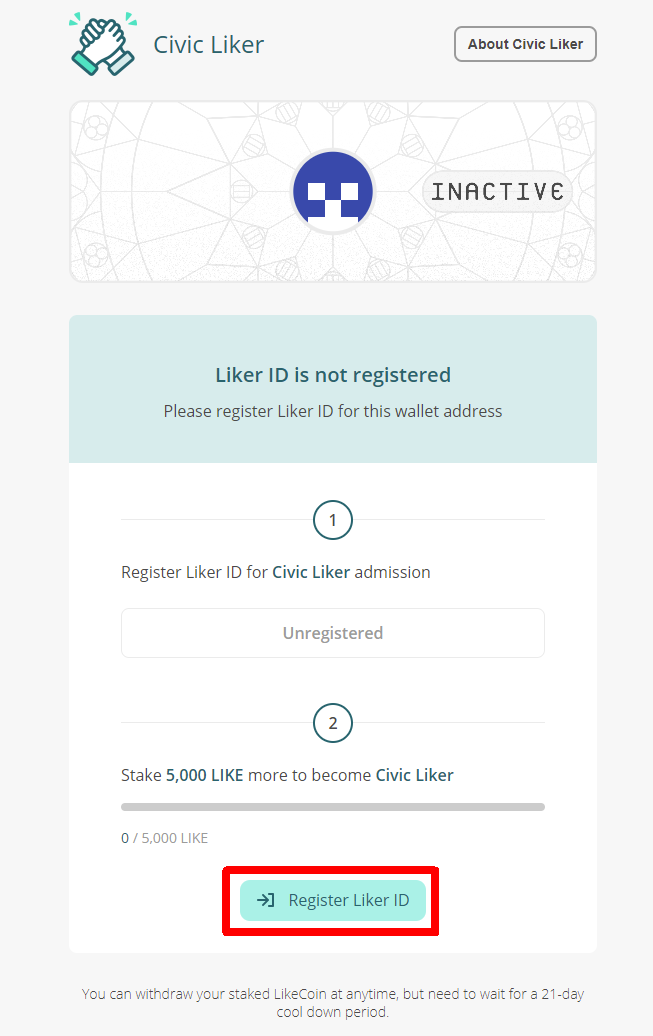 Civic Liker
About Civic Liker
INACTIVE
Liker ID is not registered
Please register Liker ID for this wallet address
1
Register Liker ID for Civic Liker admission
Unregistered
2
Stake 5,000 LIKE more to become Civic Liker
0 / 5,000 LIKE
Register Liker ID
You can withdraw your staked LikeCoin at anytime, but need to wait for a 21-day
cool down period.